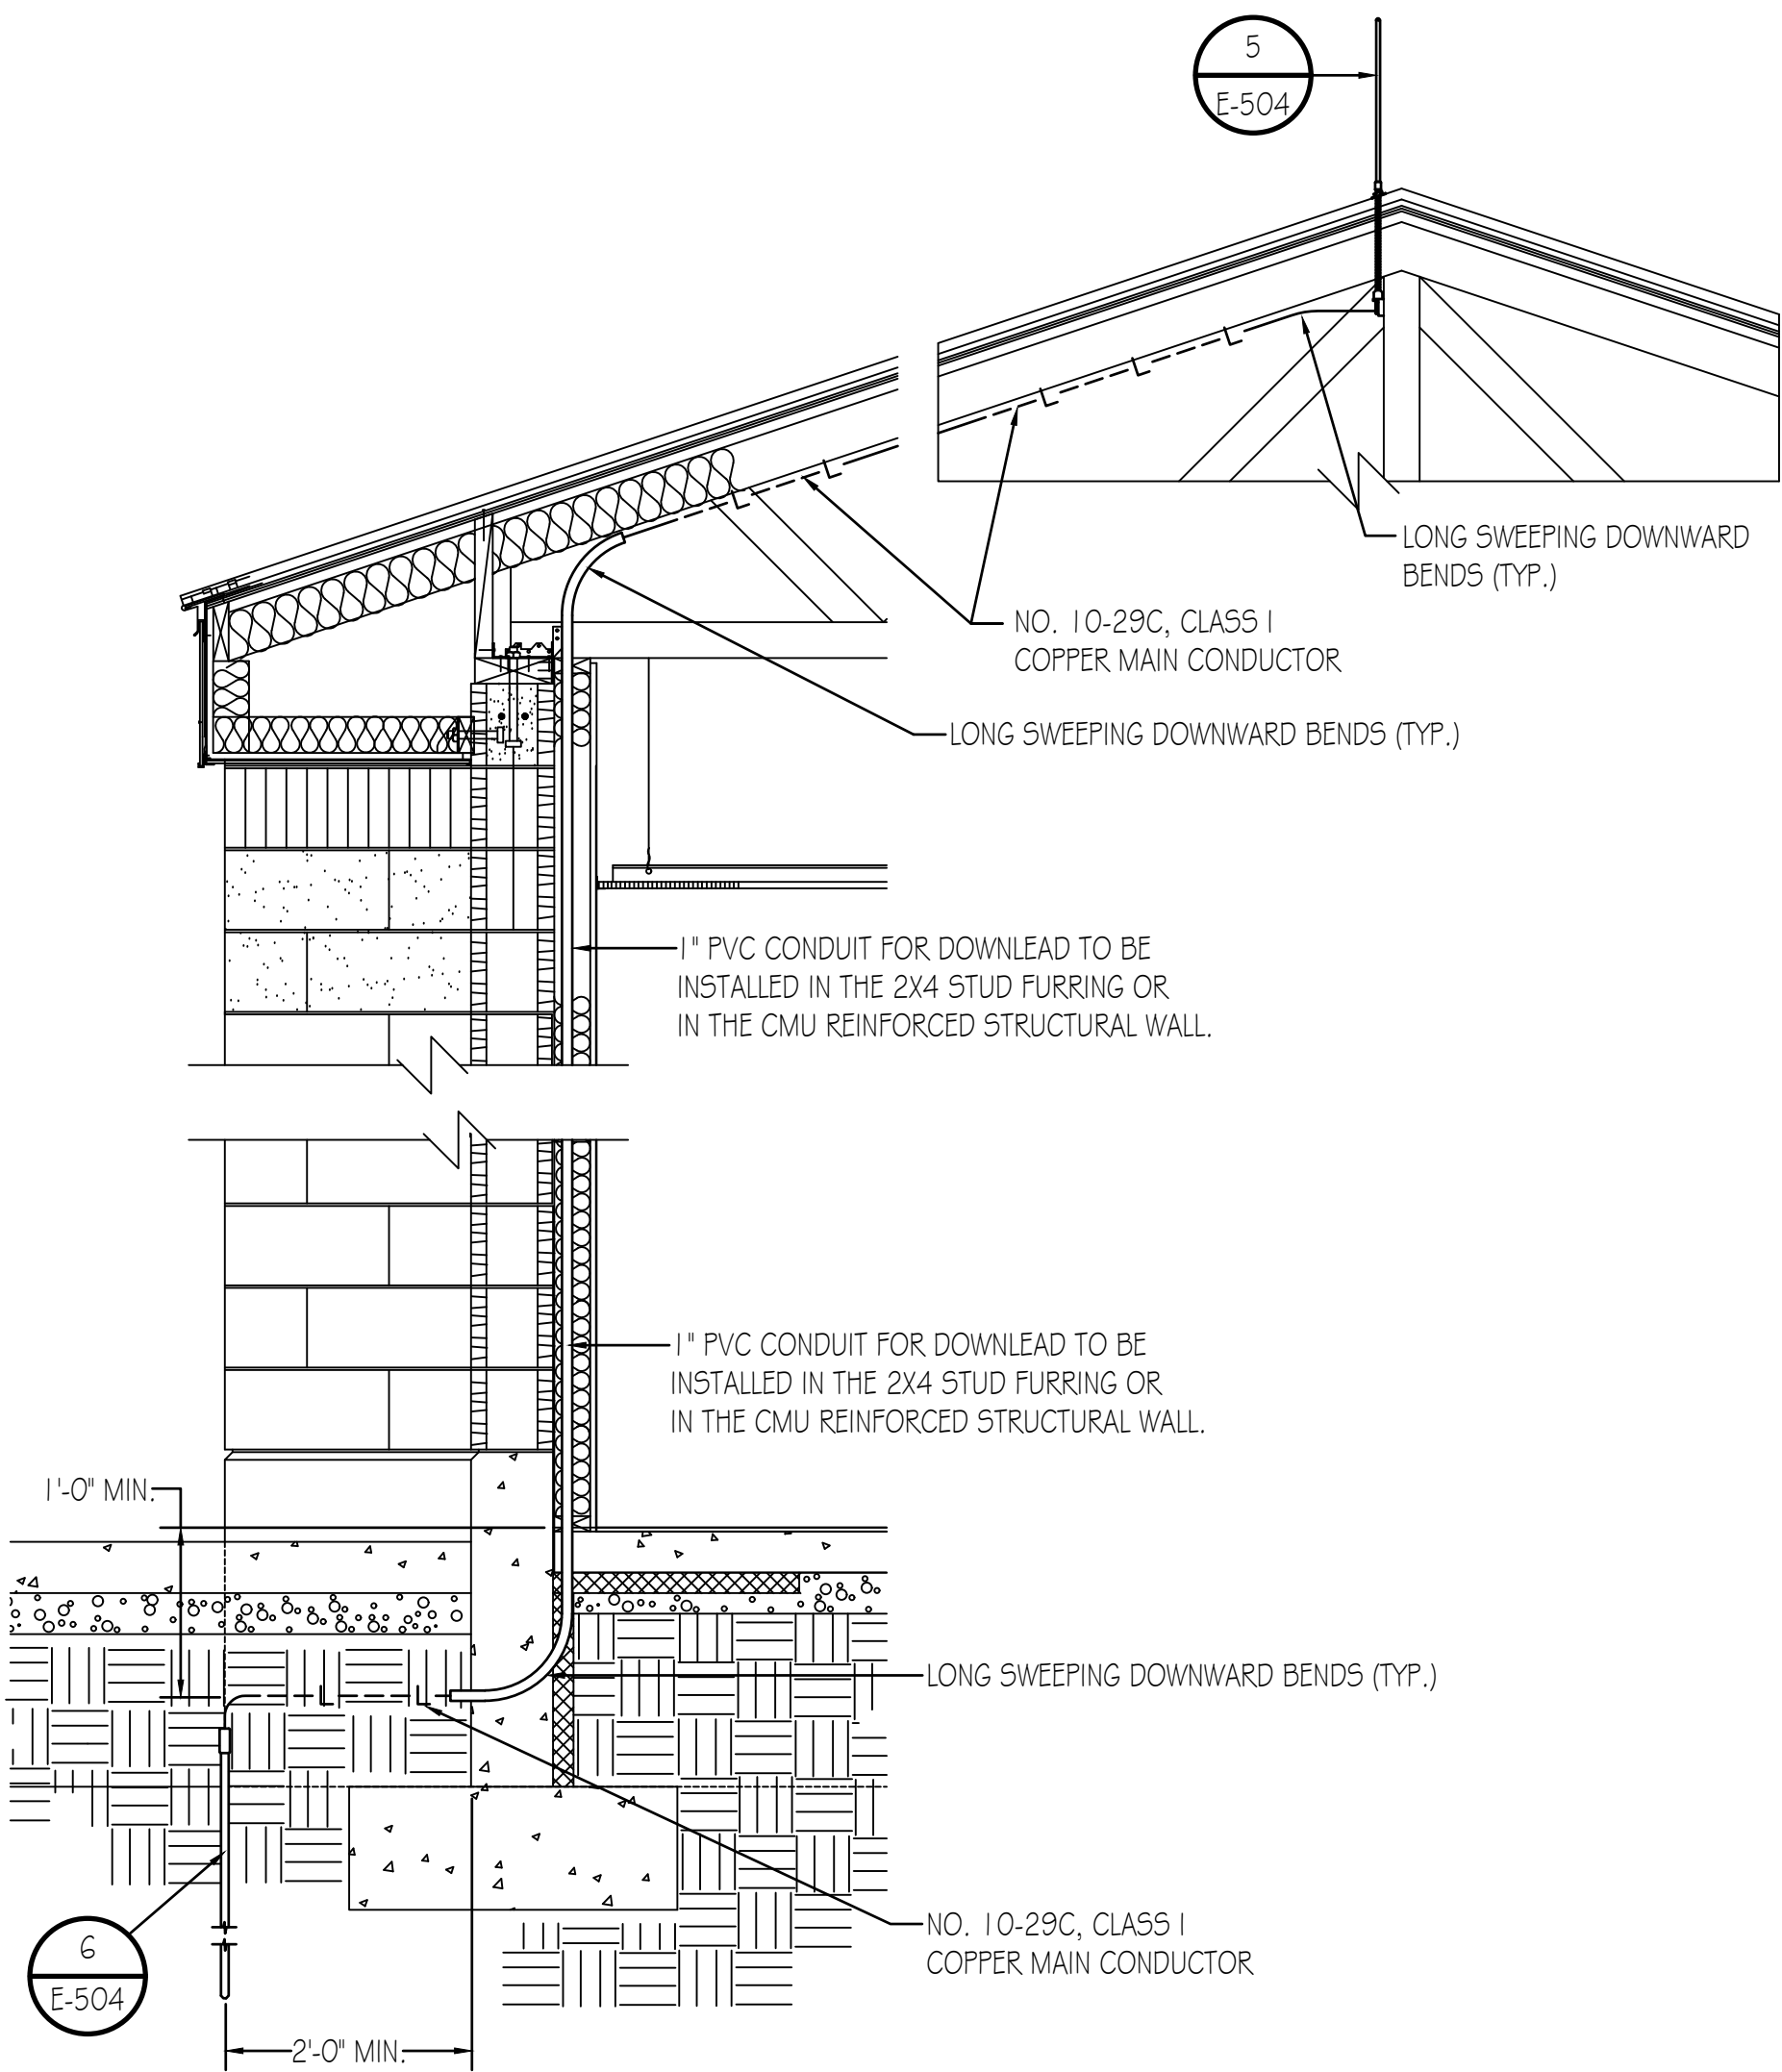 5
E-504
LONG SWEEPING DOWNWARD
BENDS (TYP.)
NO. 10-29C, CLASS I
COPPER MAIN CONDUCTOR
LONG SWEEPING DOWNWARD BENDS (TYP.)
1" PVC CONDUIT FOR DOWNLEAD TO BE
INSTALLED IN THE 2X4 STUD FURRING OR
IN THE CMU REINFORCED STRUCTURAL WALL.
1" PVC CONDUIT FOR DOWNLEAD TO BE
INSTALLED IN THE 2X4 STUD FURRING OR
IN THE CMU REINFORCED STRUCTURAL WALL.
1'-0" MIN.
LONG SWEEPING DOWNWARD BENDS (TYP.)
NO. 10-29C, CLASS I
COPPER MAIN CONDUCTOR
6
E-504
2'-0" MIN.